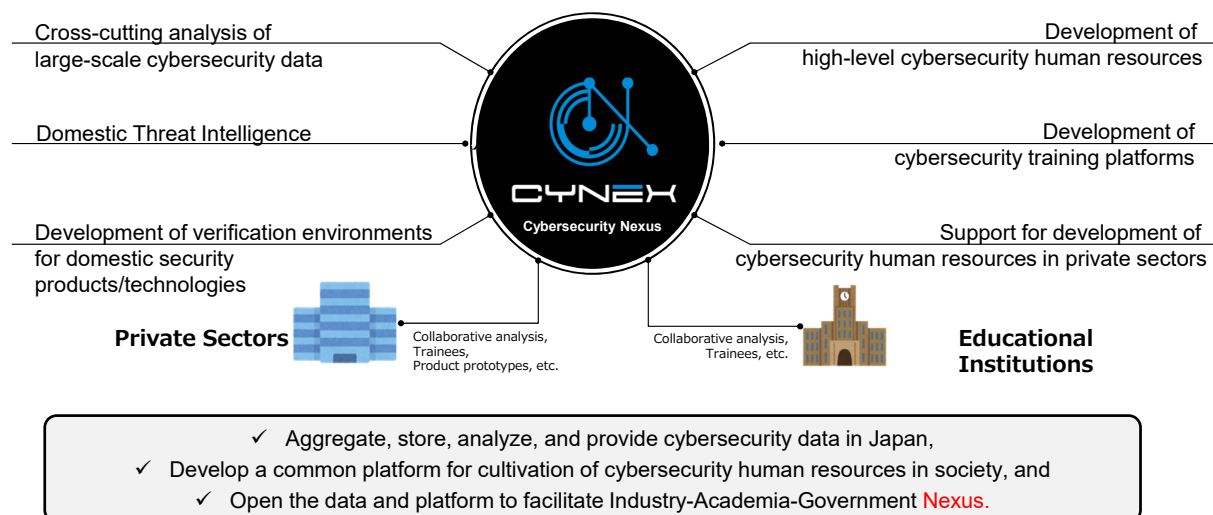 Cross-cutting analysis of
large-scale cybersecurity data
Domestic Threat Intelligence
Development of verification environments
for domestic security
products/technologies
CYNEX
Cybersecurity Nexus
Development of
high-level cybersecurity human resources
Development of
cybersecurity training platforms
Support for development of
cybersecurity human resources in private sectors
Private Sectors
Collaborative analysis,
Trainees,
Product prototypes, etc.
Collaborative analysis,
Trainees, etc.
Educational
Institutions
✓ Aggregate, store, analyze, and provide cybersecurity data in Japan,
✓ Develop a common platform for cultivation of cybersecurity human resources in society, and
✓ Open the data and platform to facilitate Industry-Academia-Government Nexus.